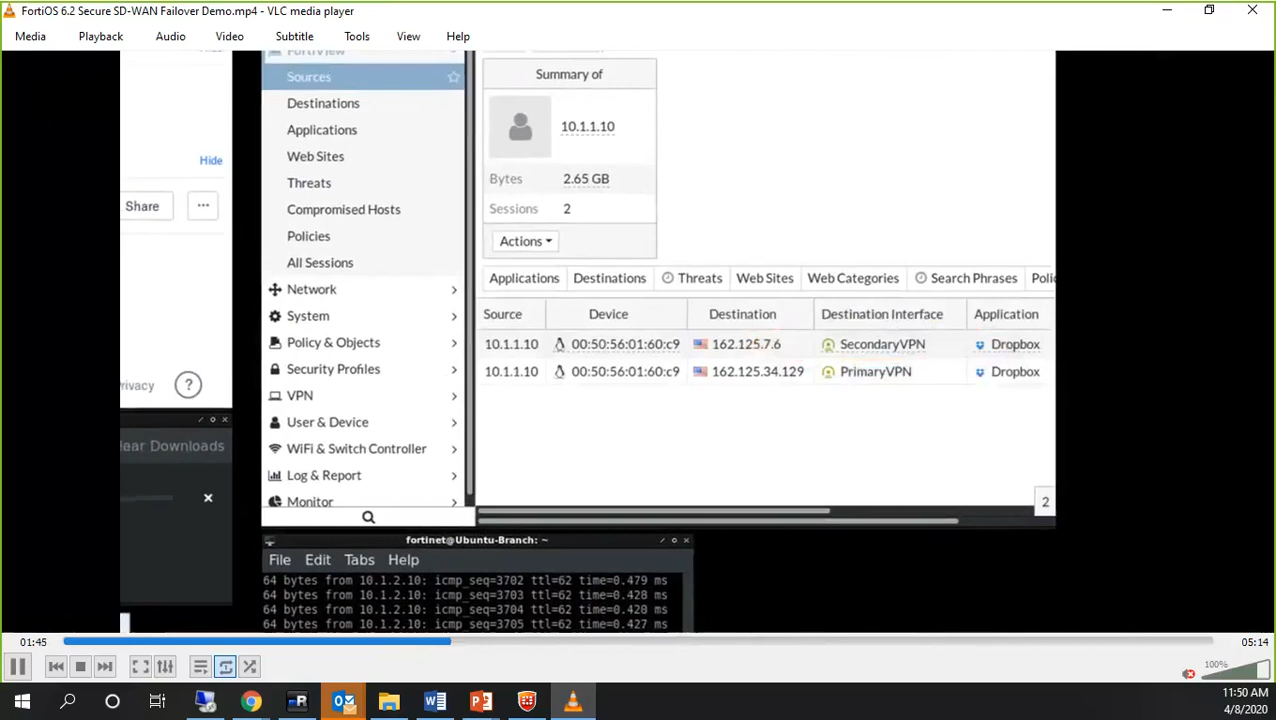 FortiOS 6.2 Secure SD-WAN Failover Demo.mp4 - VLC media player
Media Playback Audio Video Subtitle Tools View Help
Hide
Share ...
Privacy ?
Clear Downloads
FortiView
Sources
Destinations
Applications
Web Sites
Threats
Compromised Hosts
Policies
All Sessions
Network
System
Policy & Objects
Security Profiles
VPN
User & Device
WiFi & Switch Controller
Log & Report
Monitor
Summary of
10.1.1.10
Bytes 2.65 GB
Sessions 2
Actions
Applications Destinations Threats Web Sites Web Categories Search Phrases
Source Device Destination Destination Interface Application
10.1.1.10 00:50:56:01:60:c9 162.125.7.6 SecondaryVPN Dropbox
10.1.1.10 00:50:56:01:60:c9 162.125.34.129 PrimaryVPN Dropbox
2
fortinet@Ubuntu-Branch: ~
File Edit Tabs Help
64 bytes from 10.1.2.10: icmp_seq=3702 ttl=62 time=0.479 ms
64 bytes from 10.1.2.10: icmp_seq=3703 ttl=62 time=0.428 ms
64 bytes from 10.1.2.10: icmp_seq=3704 ttl=62 time=0.420 ms
64 bytes from 10.1.2.10: icmp_seq=3705 ttl=62 time=0.427 ms
01:45 05:14
100%
11:50 AM
4/8/2020